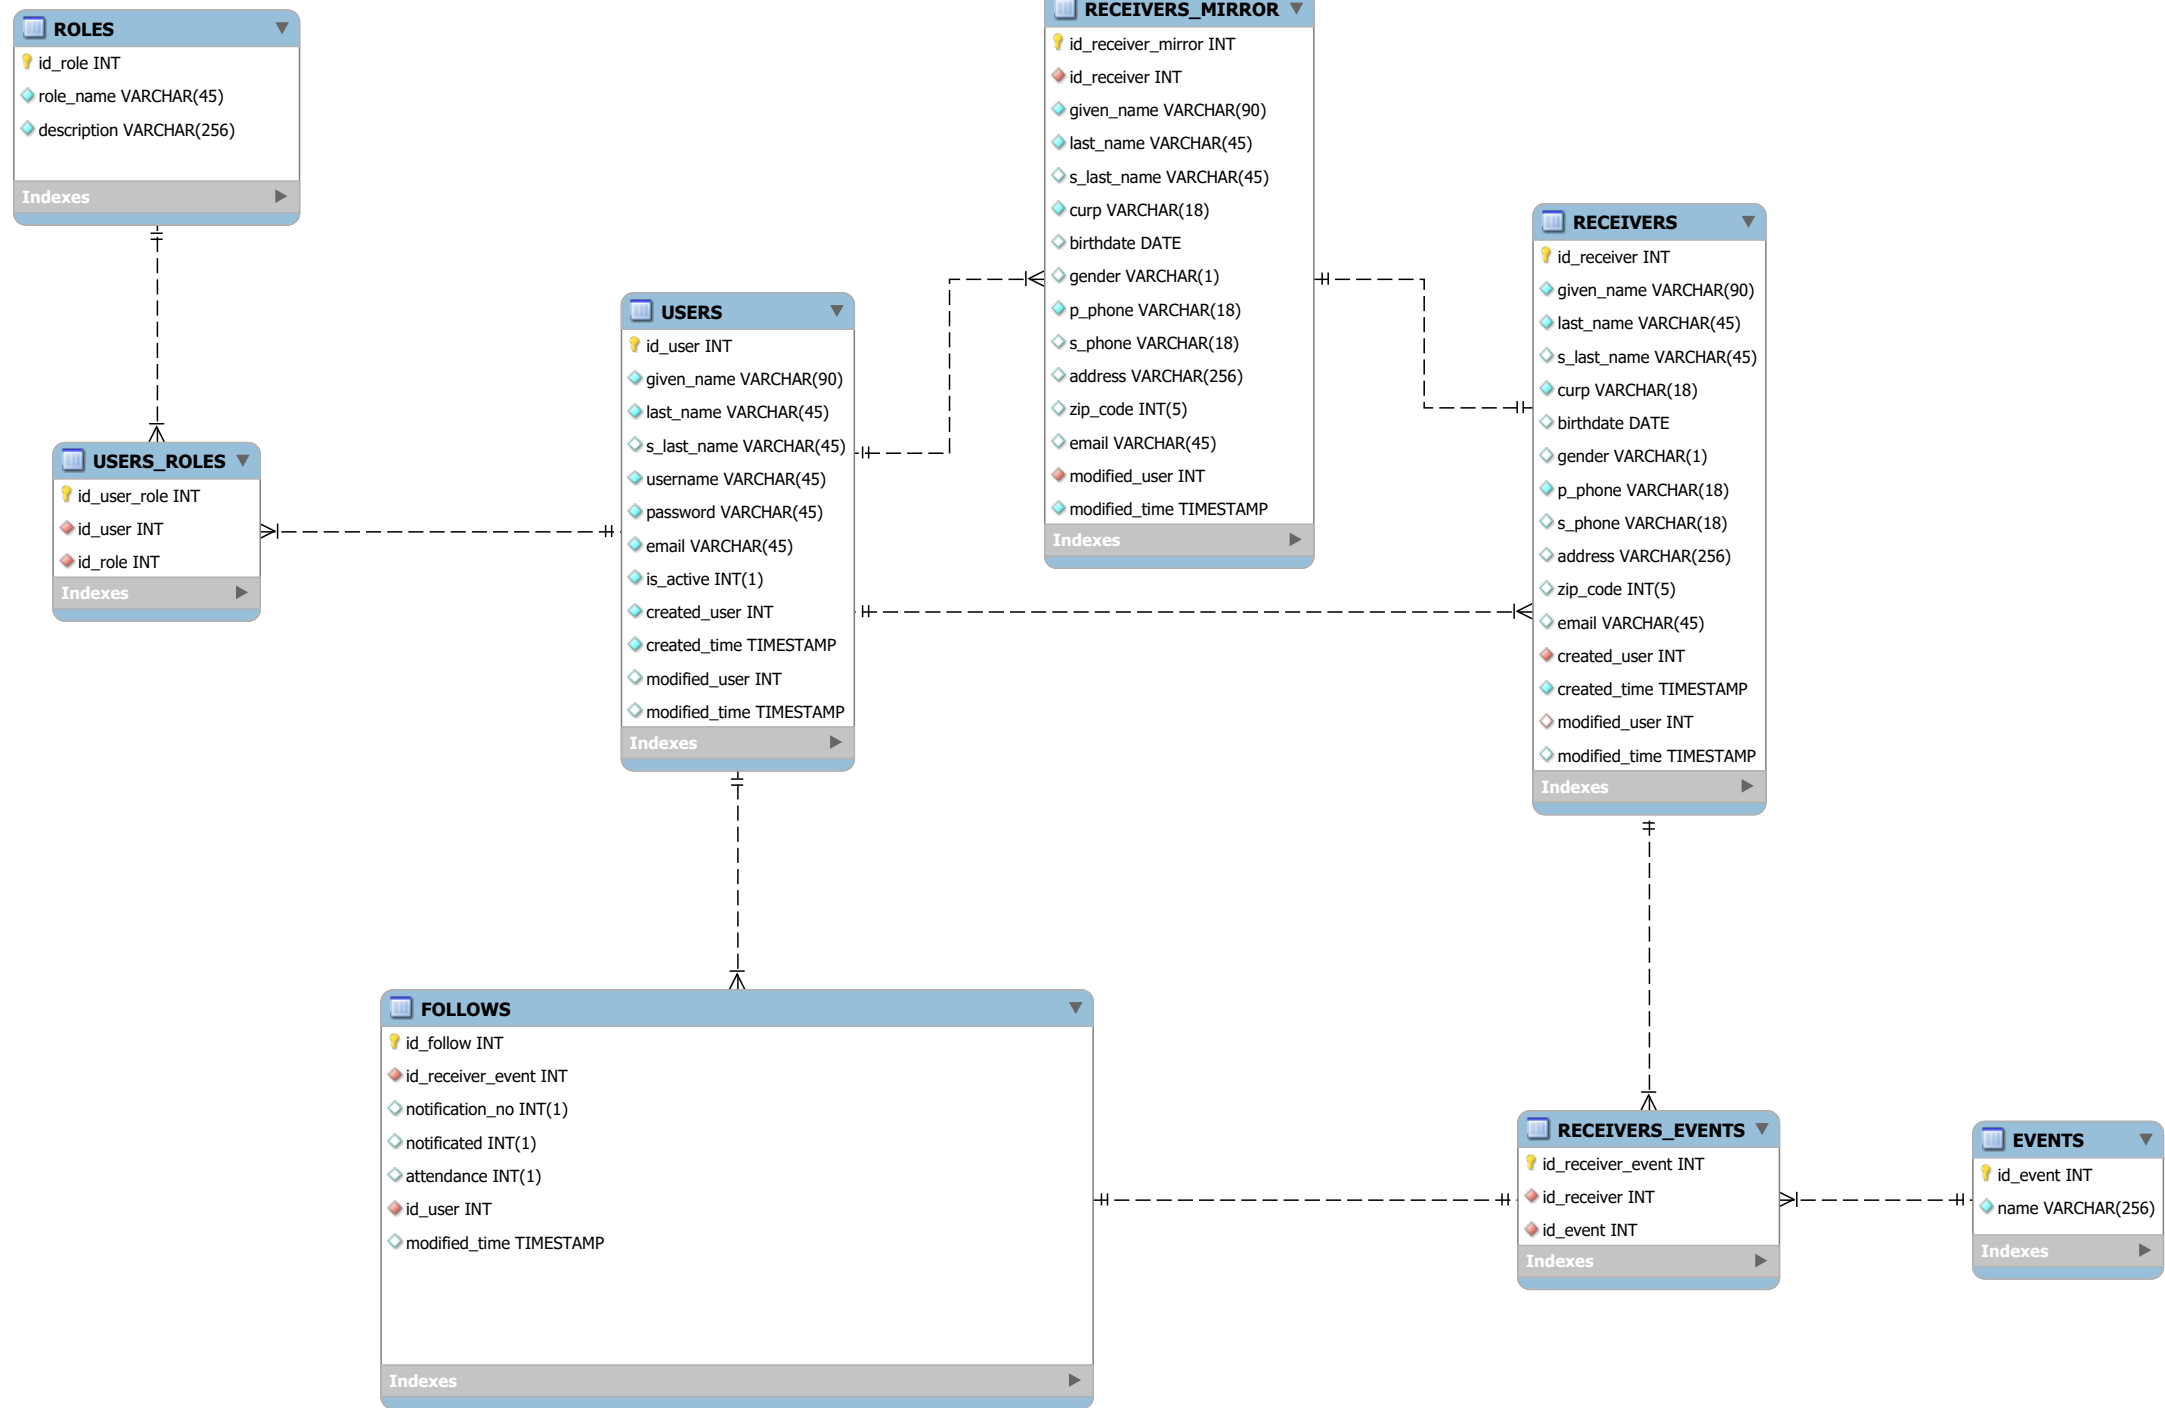 ROLES
id_role INT
role_name VARCHAR(45)
description VARCHAR(256)
Indexes
USERS_ROLES
id_user_role INT
id_user INT
id_role INT
Indexes
USERS
id_user INT
given_name VARCHAR(90)
last_name VARCHAR(45)
s_last_name VARCHAR(45)
username VARCHAR(45)
password VARCHAR(45)
email VARCHAR(45)
is_active INT(1)
created_user INT
created_time TIMESTAMP
modified_user INT
modified_time TIMESTAMP
Indexes
RECEIVERS_MIRROR
id_receiver_mirror INT
id_receiver INT
given_name VARCHAR(90)
last_name VARCHAR(45)
s_last_name VARCHAR(45)
curp VARCHAR(18)
birthdate DATE
gender VARCHAR(1)
p_phone VARCHAR(18)
s_phone VARCHAR(18)
address VARCHAR(256)
zip_code INT(5)
email VARCHAR(45)
modified_user INT
modified_time TIMESTAMP
Indexes
RECEIVERS
id_receiver INT
given_name VARCHAR(90)
last_name VARCHAR(45)
s_last_name VARCHAR(45)
curp VARCHAR(18)
birthdate DATE
gender VARCHAR(1)
p_phone VARCHAR(18)
s_phone VARCHAR(18)
address VARCHAR(256)
zip_code INT(5)
email VARCHAR(45)
created_user INT
created_time TIMESTAMP
modified_user INT
modified_time TIMESTAMP
Indexes
FOLLOWS
id_follow INT
id_receiver_event INT
notification_no INT(1)
notificated INT(1)
attendance INT(1)
id_user INT
modified_time TIMESTAMP
Indexes
RECEIVERS_EVENTS
id_receiver_event INT
id_receiver INT
id_event INT
Indexes
EVENTS
id_event INT
name VARCHAR(256)
Indexes